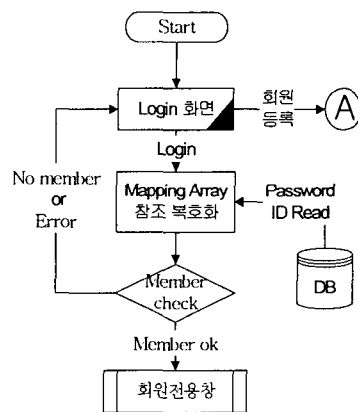 Start
Login 화면
회원
등록
A
Login
No member
or
Error
Mapping Array
참조 복호화
Password
ID Read
Member
check
DB
Member ok
회원전용창